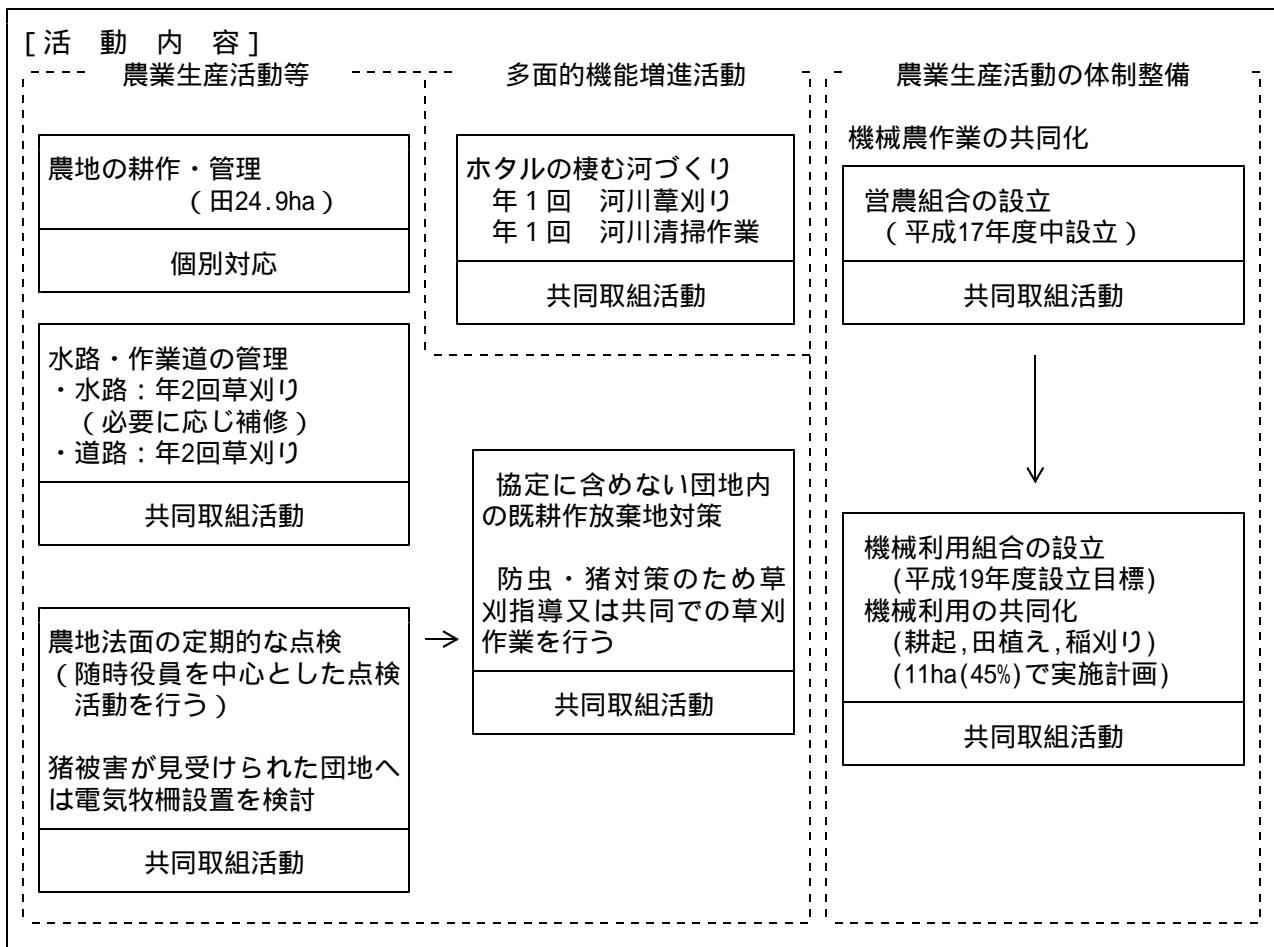 [活 動 内 容]
農業生産活動等
農地の耕作・管理
(田24.9ha)
個別対応
水路・作業道の管理
・水路:年2回草刈り
(必要に応じ補修)
・道路:年2回草刈り
共同取組活動
農地法面の定期的な点検
(随時役員を中心とした点検
活動を行う)
猪被害が見受けられた団地へ
は電気牧柵設置を検討
共同取組活動
多面的機能増進活動
ホタルの棲む河づくり
年1回 河川葦刈り
年1回 河川清掃作業
共同取組活動
協定に含めない団地内
の既耕作放棄地対策
防虫・猪対策のため草
刈指導又は共同での草刈
作業を行う
共同取組活動
農業生産活動の体制整備
機械農作業の共同化
営農組合の設立
(平成17年度中設立)
共同取組活動
機械利用組合の設立
(平成19年度設立目標)
機械利用の共同化
(耕起,田植え,稲刈り)
(11ha(45%)で実施計画)
共同取組活動